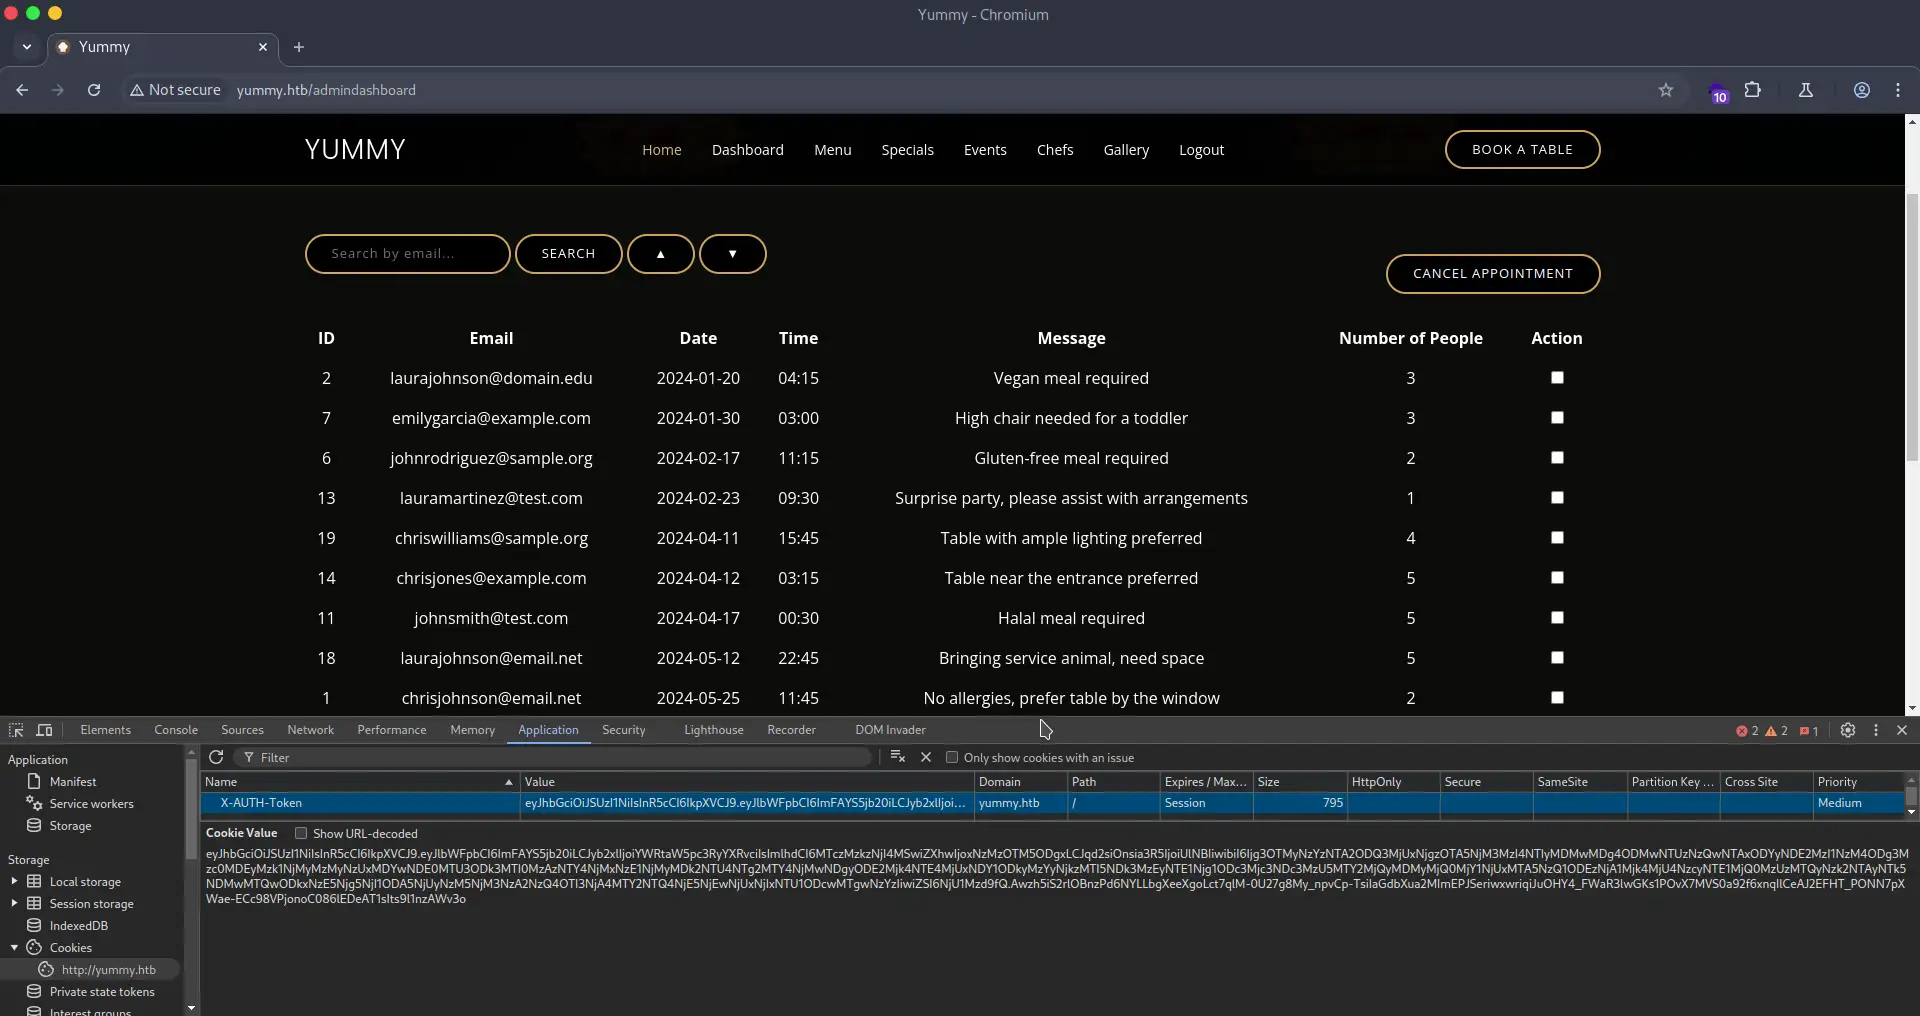 Yummy - Chromium
Yummy
Not secure yummy.htb/admindashboard
10
YUMMY Home Dashboard Menu Specials Events Chefs Gallery Logout BOOK A TABLE
Search by email... SEARCH ▲ ▼
CANCEL APPOINTMENT
ID Email Date Time Message Number of People Action
2 laurajohnson@domain.edu 2024-01-20 04:15 Vegan meal required 3
7 emilygarcia@example.com 2024-01-30 03:00 High chair needed for a toddler 3
6 johnrodriguez@sample.org 2024-02-17 11:15 Gluten-free meal required 2
13 lauramartinez@test.com 2024-02-23 09:30 Surprise party, please assist with arrangements 1
19 chriswilliams@sample.org 2024-04-11 15:45 Table with ample lighting preferred 4
14 chrisjones@example.com 2024-04-12 03:15 Table near the entrance preferred 5
11 johnsmith@test.com 2024-04-17 00:30 Halal meal required 5
18 laurajohnson@email.net 2024-05-12 22:45 Bringing service animal, need space 5
1 chrisjohnson@email.net 2024-05-25 11:45 No allergies, prefer table by the window 2
Elements Console Sources Network Performance Memory Application Security Lighthouse Recorder DOM Invader 2 2 1
Application
Manifest
Service workers
Storage
Storage
Local storage
Session storage
IndexedDB
Cookies
http://yummy.htb
Private state tokens
Interest groups
Filter Only show cookies with an issue
Name Value Domain Path Expires / Max... Size HttpOnly Secure SameSite Partition Key ... Cross Site Priority
X-AUTH-Token yummy.htb / Session 795 Medium
Cookie Value Show URL-decoded